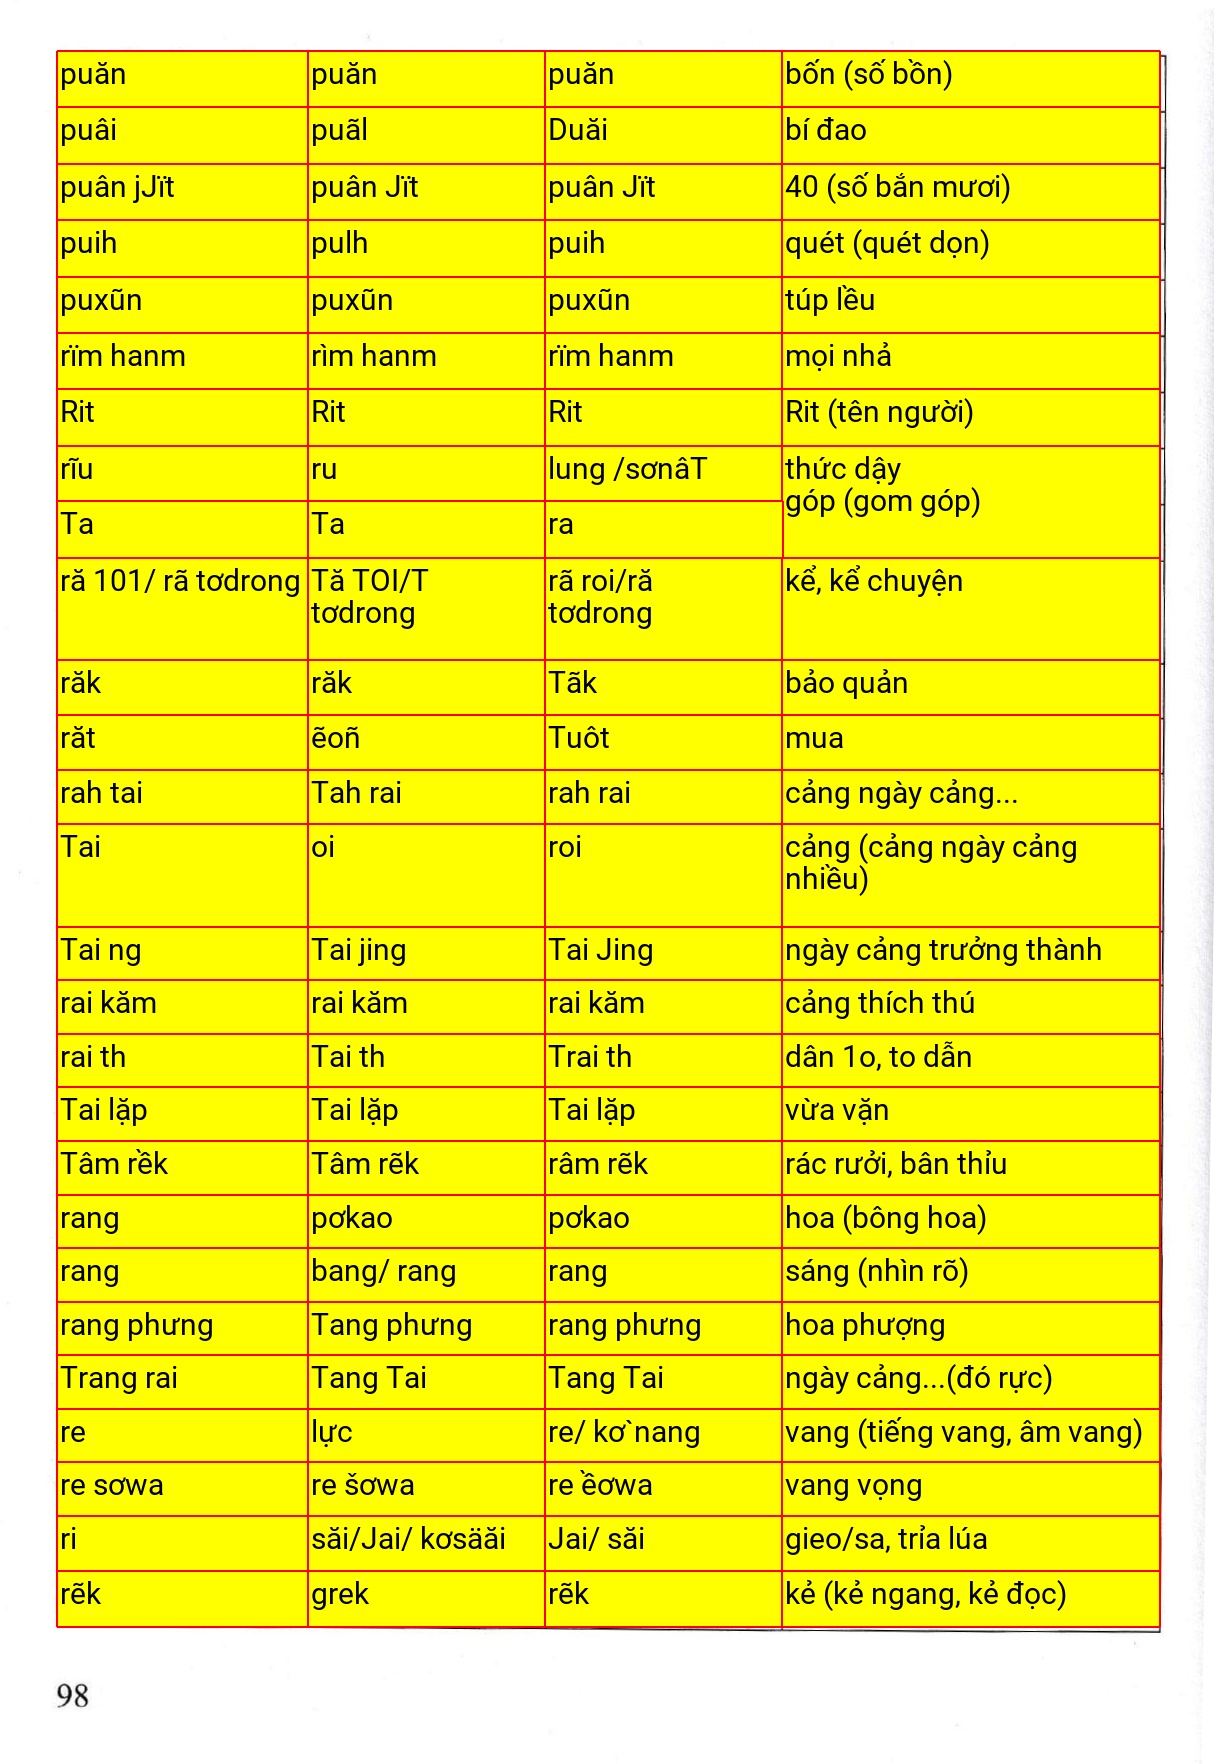 puăn puăn puăn bốn (số bồn)
puâi puãl Duăi bí đao
puân jJït puân Jït puân Jït 40 (số bắn mươi)
puih pulh puih quét (quét dọn)
puxũn puxũn puxũn túp lều
rïm hanm rìm hanm rïm hanm mọi nhả
Rit Rit Rit Rit (tên người)
rĩu ru lung /sơnâT thức dậy
góp (gom góp)
Ta Ta ra
ră 101/ rã tơdrong Tă TOI/T rã roi/ră kể, kể chuyện
tơdrong tơdrong
răk răk Tãk bảo quản
răt ẽoñ Tuôt mua
rah tai Tah rai rah rai cảng ngày cảng...
Tai oi roi cảng (cảng ngày cảng
nhiều)
Tai ng Tai jing Tai Jing ngày cảng trưởng thành
rai kăm rai kăm rai kăm cảng thích thú
rai th Tai th Trai th dân 1o, to dẫn
Tai lặp Tai lặp Tai lặp vừa vặn
Tâm rềk Tâm rẽk râm rẽk rác rưởi, bân thỉu
rang pơkao pơkao hoa (bông hoa)
rang bang/ rang rang sáng (nhìn rõ)
rang phưng Tang phưng rang phưng hoa phượng
Trang rai Tang Tai Tang Tai ngày cảng...(đó rực)
re lực re/ kơ`nang vang (tiếng vang, âm vang)
re sơwa re šơwa re ềơwa vang vọng
ri săi/Jai/ kơsäăi Jai/ săi gieo/sa, trỉa lúa
rẽk grek rẽk kẻ (kẻ ngang, kẻ đọc)
98